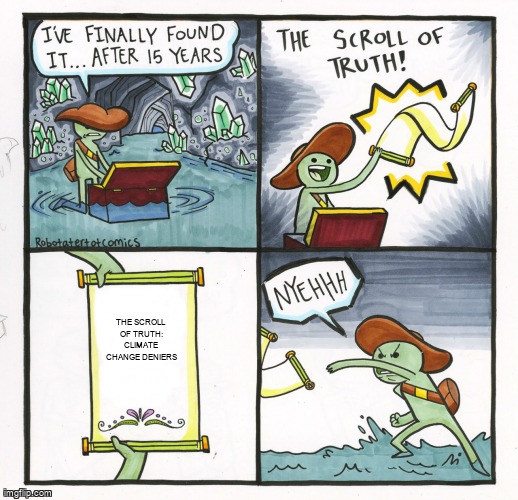 I'VE FINALLY FOUND
IT... AFTER 15 YEARS
THE SCROLL OF
TRUTH!
Robotatertotcomics
THE SCROLL
OF TRUTH:
CLIMATE
CHANGE DENIERS
NYEHHH
imgflip.com